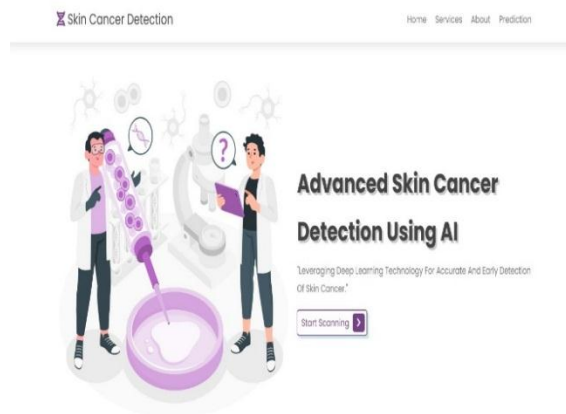 Skin Cancer Detection
Home Services About Prediction
?
Advanced Skin Cancer
Detection Using AI
"Leveraging Deep Learning Technology For Accurate And Early Detection
Of Skin Cancer."
Start Scanning >